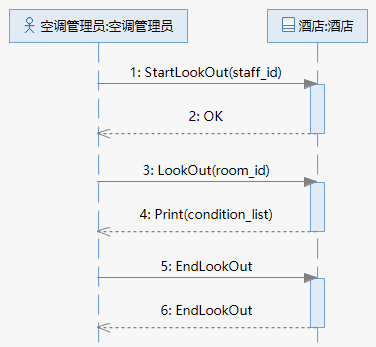 空调管理员:空调管理员
酒店:酒店
1: StartLookOut(staff_id)
2: OK
3: LookOut(room_id)
4: Print(condition_list)
5: EndLookOut
6: EndLookOut